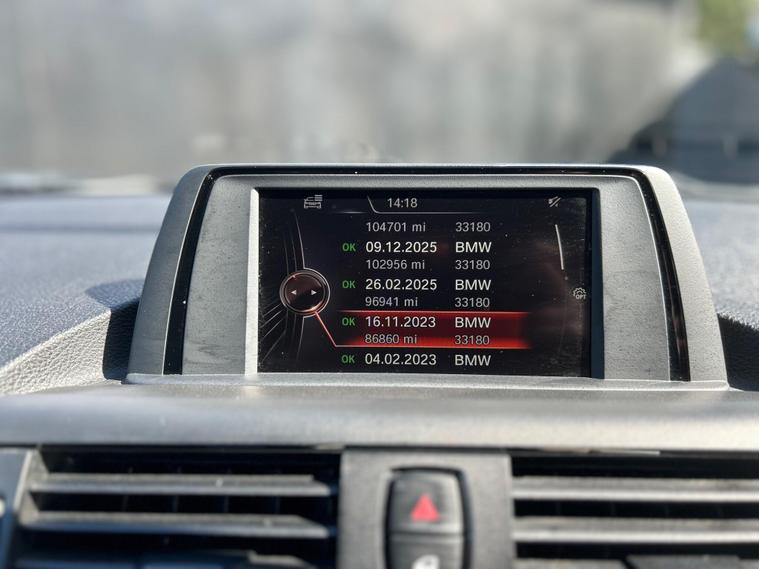 14:18
104701 mi 33180
OK 09.12.2025 BMW
102956 mi 33180
OK 26.02.2025 BMW
96941 mi 33180
OK 16.11.2023 BMW
86860 mi 33180
OK 04.02.2023 BMW
OPT